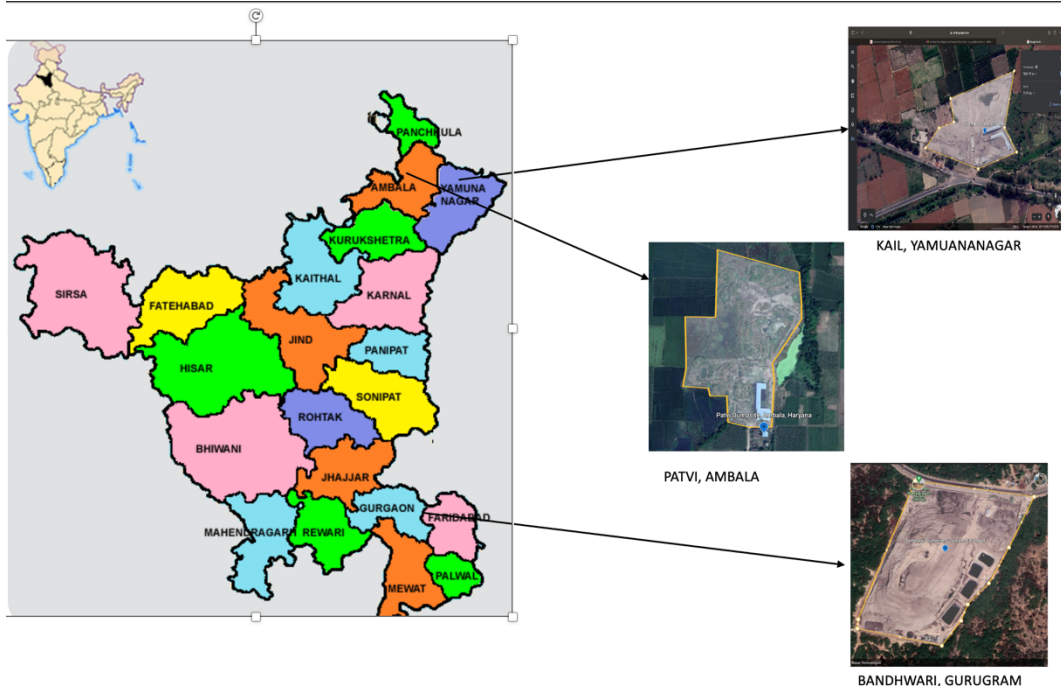 PANCHKULA
AMBALA
YAMUNA
NAGAR
KURUKSHETRA
KAITHAL
KARNAL
SIRSA
FATEHABAD
JIND
PANIPAT
HISAR
SONIPAT
ROHTAK
BHIWANI
JHAJJAR
GURGAON
FARIDABAD
MAHENDRAGARH
REWARI
MEWAT
PALWAL
KAIL, YAMUANANAGAR
Patvi Dumpsite, Ambala, Haryana
PATVI, AMBALA
BANDHWARI, GURUGRAM